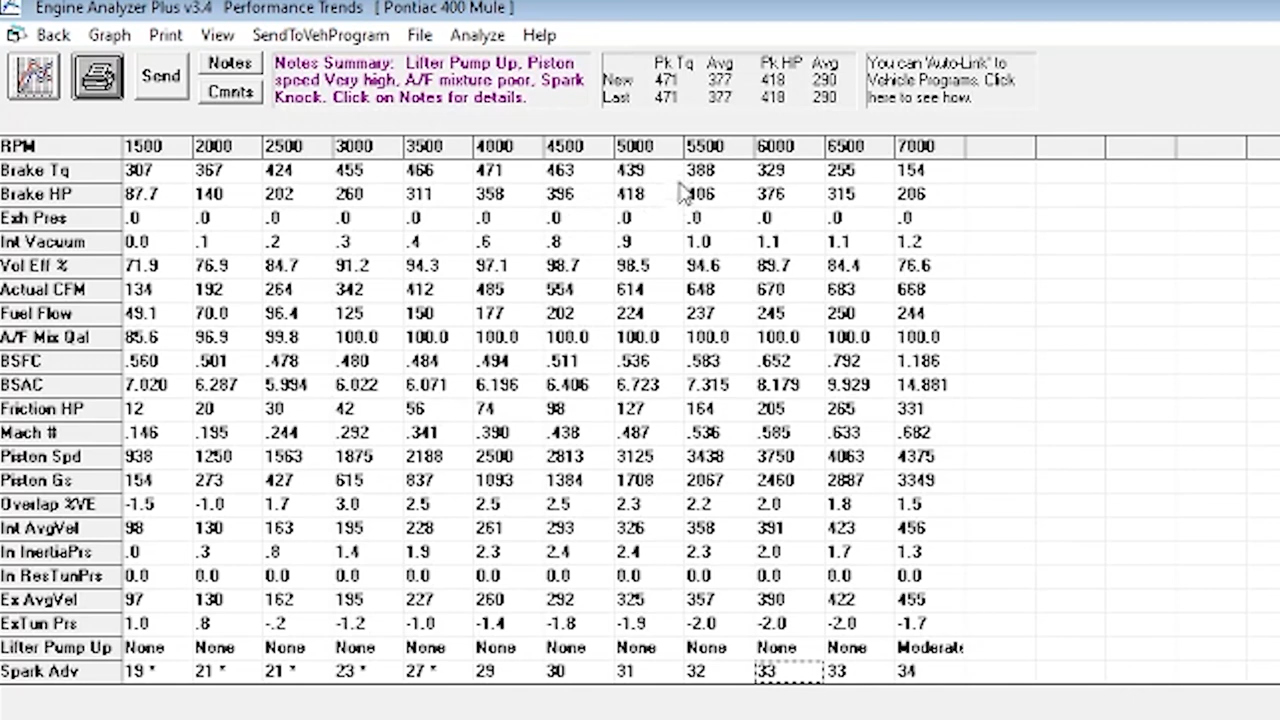 Engine Analyzer Plus v3.4 Performance Trends [ Pontiac 400 Mule ]
Back Graph Print View SendToVehProgram File Analyze Help
Send
Notes
Cmnts
Notes Summary: Lifter Pump Up, Piston
speed Very high, A/F mixture poor, Spark
Knock. Click on Notes for details.
Pk Tq Avg Pk HP Avg
New 471 377 418 290
Last 471 377 418 290
You can 'Auto-Link' to
Vehicle Programs. Click
here to see how.
RPM 1500 2000 2500 3000 3500 4000 4500 5000 5500 6000 6500 7000
Brake Tq 307 367 424 455 466 471 463 439 388 329 255 154
Brake HP 87.7 140 202 260 311 358 396 418 406 376 315 206
Exh Pres .0 .0 .0 .0 .0 .0 .0 .0 .0 .0 .0 .0
Int Vacuum 0.0 .1 .2 .3 .4 .6 .8 .9 1.0 1.1 1.1 1.2
Vol Eff % 71.9 76.9 84.7 91.2 94.3 97.1 98.7 98.5 94.6 89.7 84.4 76.6
Actual CFM 134 192 264 342 412 485 554 614 648 670 683 668
Fuel Flow 49.1 70.0 96.4 125 150 177 202 224 237 245 250 244
A/F Mix Qal 85.6 96.9 99.8 100.0 100.0 100.0 100.0 100.0 100.0 100.0 100.0 100.0
BSFC .560 .501 .478 .480 .484 .494 .511 .536 .583 .652 .792 1.186
BSAC 7.020 6.287 5.994 6.022 6.071 6.196 6.406 6.723 7.315 8.179 9.929 14.881
Friction HP 12 20 30 42 56 74 98 127 164 205 265 331
Mach # .146 .195 .244 .292 .341 .390 .438 .487 .536 .585 .633 .682
Piston Spd 938 1250 1563 1875 2188 2500 2813 3125 3438 3750 4063 4375
Piston Gs 154 273 427 615 837 1093 1384 1708 2067 2460 2887 3349
Overlap %VE -1.5 -1.0 1.7 3.0 2.5 2.5 2.5 2.3 2.2 2.0 1.8 1.5
Int AvgVel 98 130 163 195 228 261 293 326 358 391 423 456
In InertiaPrs .0 .3 .8 1.4 1.9 2.3 2.4 2.4 2.3 2.0 1.7 1.3
In ResTunPrs 0.0 0.0 0.0 0.0 0.0 0.0 0.0 0.0 0.0 0.0 0.0 0.0
Ex AvgVel 97 130 162 195 227 260 292 325 357 390 422 455
ExTun Prs 1.0 .8 -.2 -1.2 -1.0 -1.4 -1.8 -1.9 -2.0 -2.0 -2.0 -1.7
Lifter Pump Up None None None None None None None None None None None Moderate
Spark Adv 19 * 21 * 21 * 23 * 27 * 29 30 31 32 33 33 34